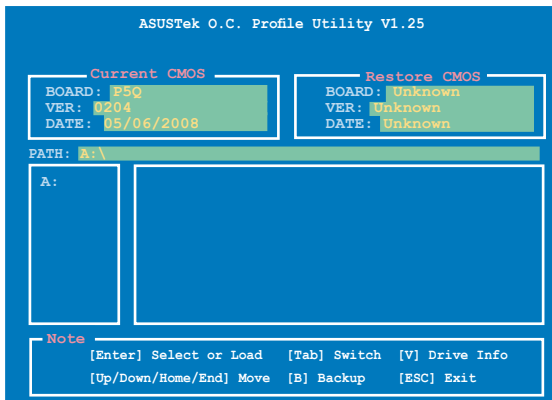 ASUSTek O.C. Profile Utility V1.25
Current CMOS
BOARD: P5Q
VER: 0204
DATE: 05/06/2008
Restore CMOS
BOARD: Unknown
VER: Unknown
DATE: Unknown
PATH: A:\
A:
Note
[Enter] Select or Load [Tab] Switch [V] Drive Info
[Up/Down/Home/End] Move [B] Backup [ESC] Exit